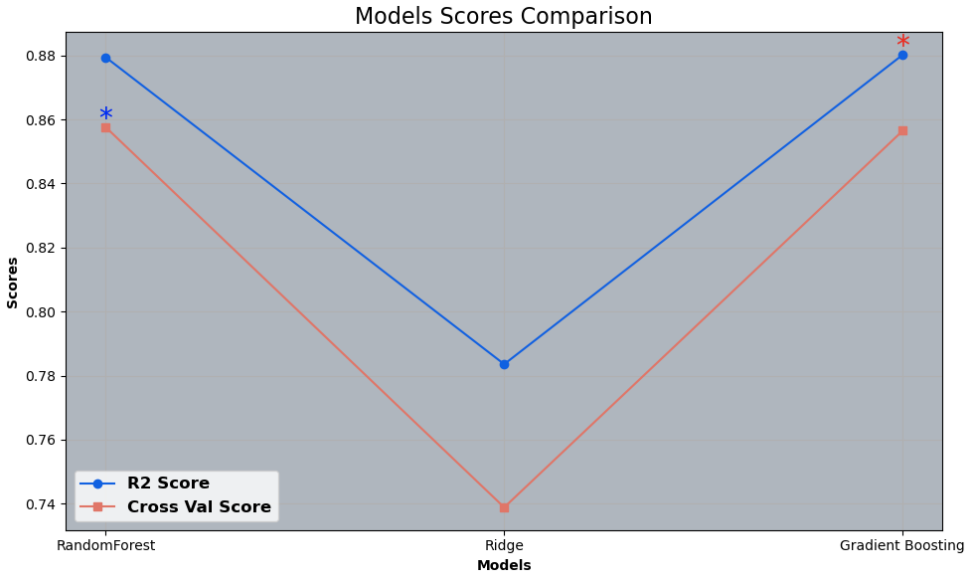 Models Scores Comparison
0.88
*
*
0.86
0.84
0.82
0.80
0.78
0.76
0.74
Scores
R2 Score
Cross Val Score
RandomForest
Ridge
Gradient Boosting
Models